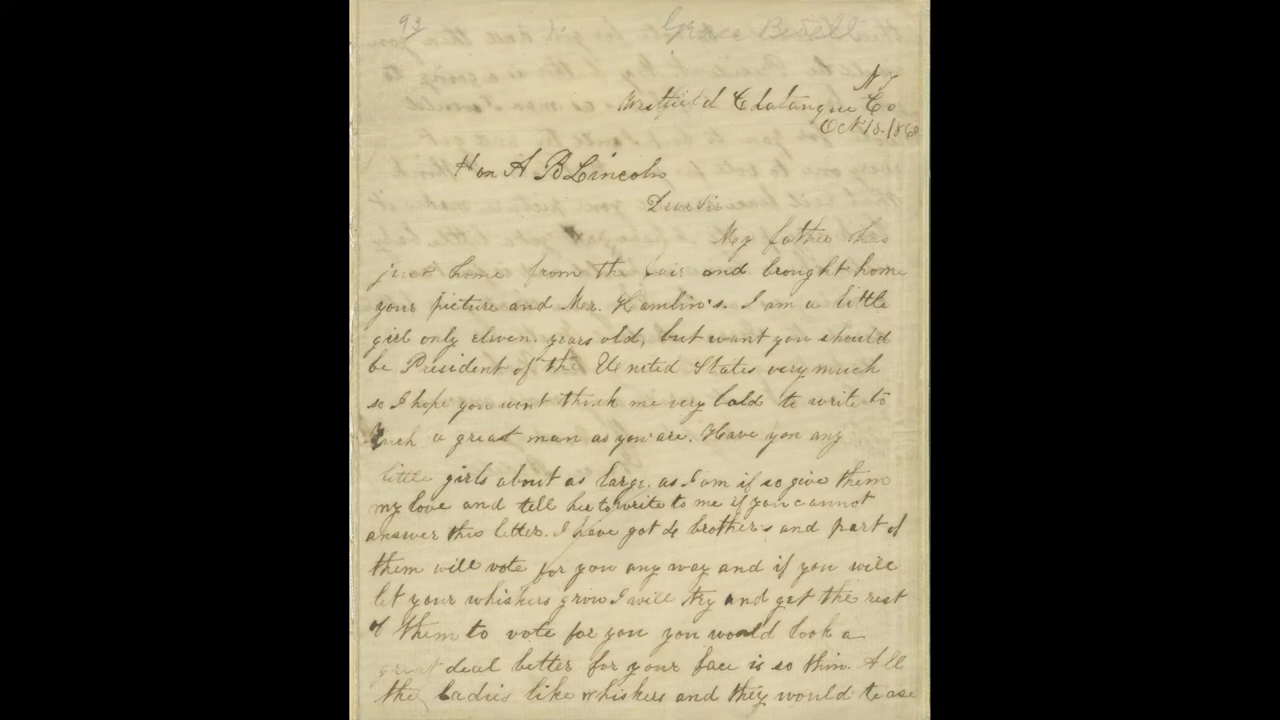 93
Grace Bedell
N Y
Westfield Chatauque Co
Oct 15. 1860
Hon A B Lincoln
Dear Sir
My father has
just home from the fair and brought home
your picture and Mr. Hamlin's. I am a little
girl only eleven. years old, but want you should
be President of the United States very much
so I hope you wont think me very bold to write to
such a great man as you are. Have you any
little girls about as large. as I am if so give them
my love and tell her to write to me if you cannot
answer this letter. I have got 4 brothers and part of
them will vote for you any way and if you will
let your whiskers grow I will try and get the rest
of them to vote for you you would look a
great deal better for your face is so thin. All
the ladies like whiskers and they would tease